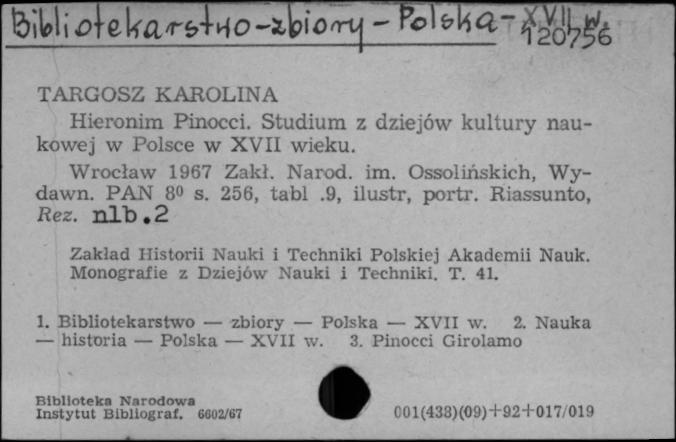 Bibliotekarstwo-zbiory - Polska - XVII w.
120756
TARGOSZ KAROLINA
Hieronim Pinocci. Studium z dziejów kultury nau-
kowej w Polsce w XVII wieku.
Wrocław 1967 Zakł. Narod. im. Ossolińskich, Wy-
dawn. PAN 8º s. 256, tabl .9, ilustr, portr. Riassunto,
Rez. nlb.2
Zakład Historii Nauki i Techniki Polskiej Akademii Nauk.
Monografie z Dziejów Nauki i Techniki. T. 41.
1. Bibliotekarstwo — zbiory — Polska — XVII w. 2. Nauka
— historia — Polska — XVII w. 3. Pinocci Girolamo
Biblioteka Narodowa
Instytut Bibliograf. 6602/67
001(438)(09)+92+017/019